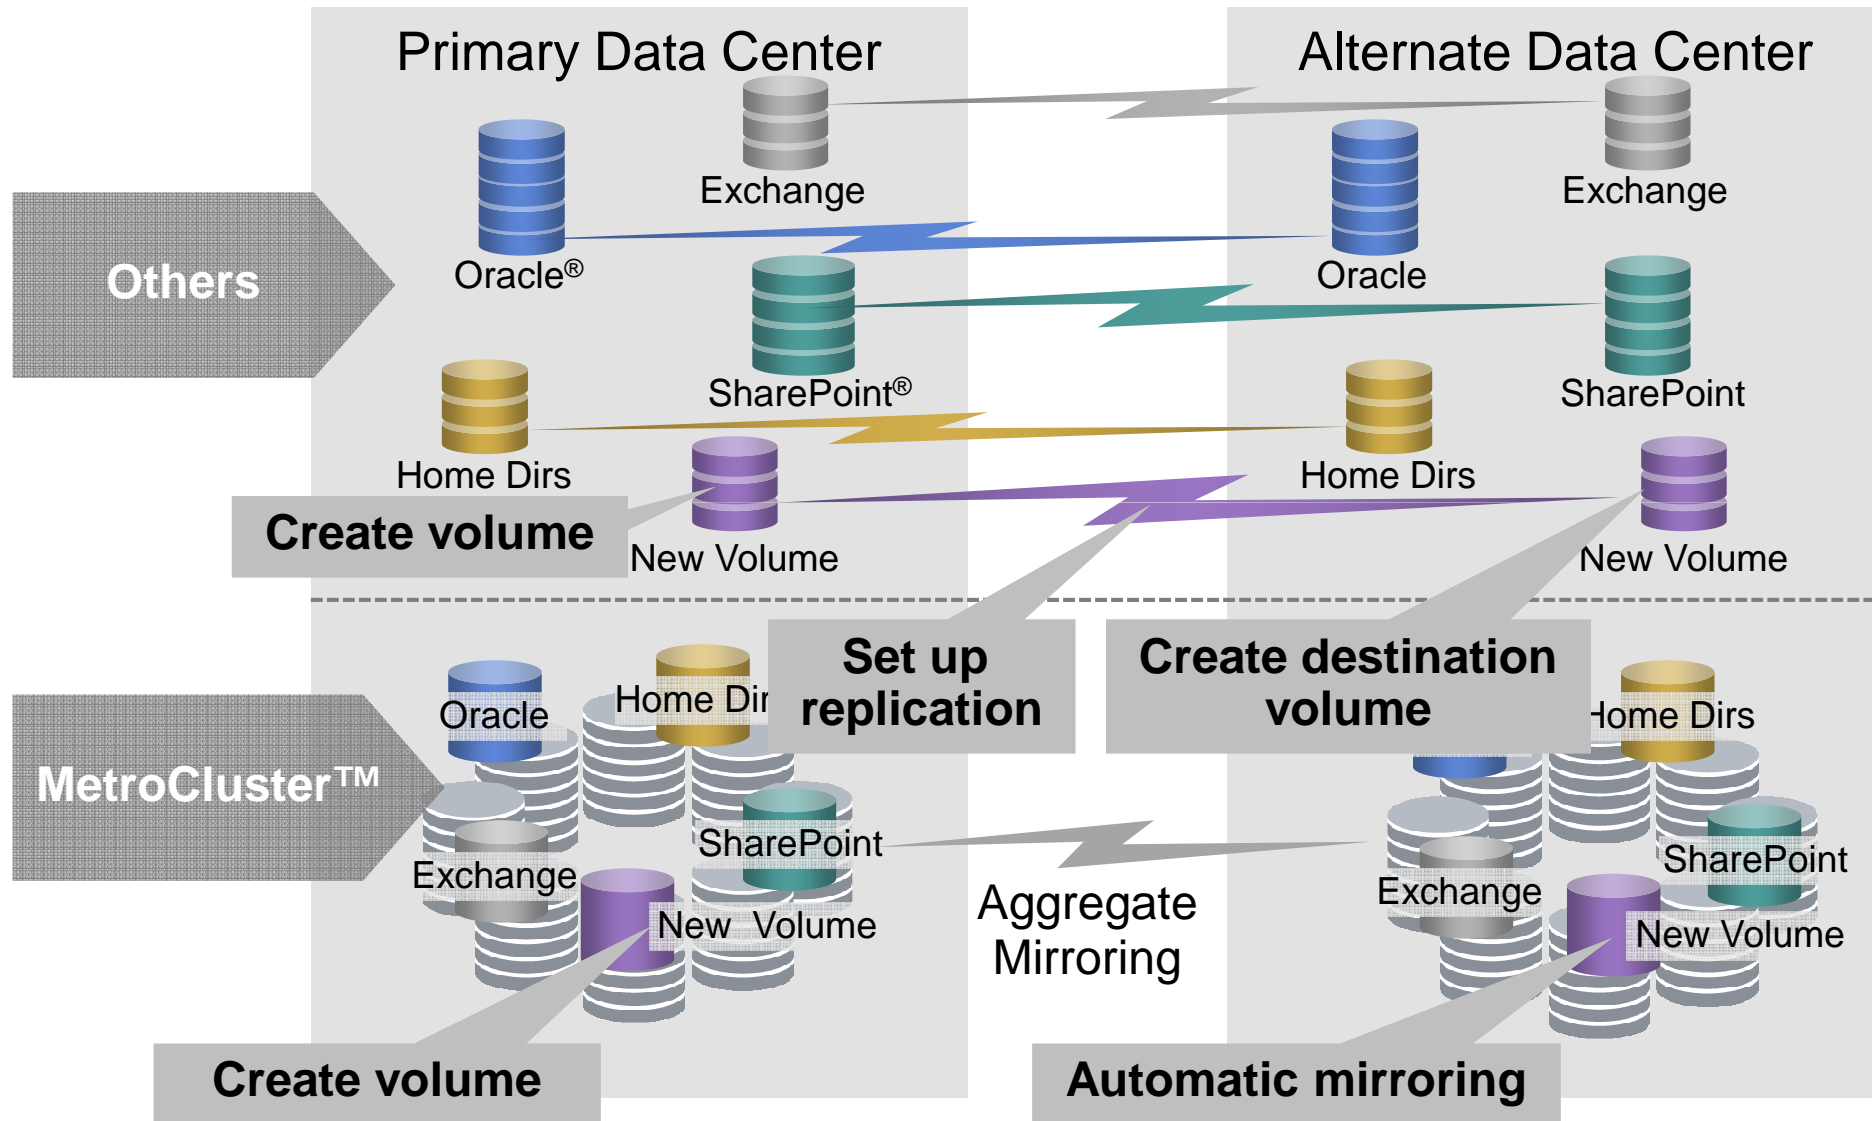 Primary Data Center
Alternate Data Center
Exchange
Exchange
Others
Oracle®
Oracle
SharePoint®
SharePoint
Home Dirs
Home Dirs
Create volume
New Volume
New Volume
Set up
replication
Create destination
volume
MetroCluster™
Oracle
Home Dir
Home Dirs
SharePoint
SharePoint
Exchange
Exchange
New Volume
New Volume
Aggregate
Mirroring
Create volume
Automatic mirroring